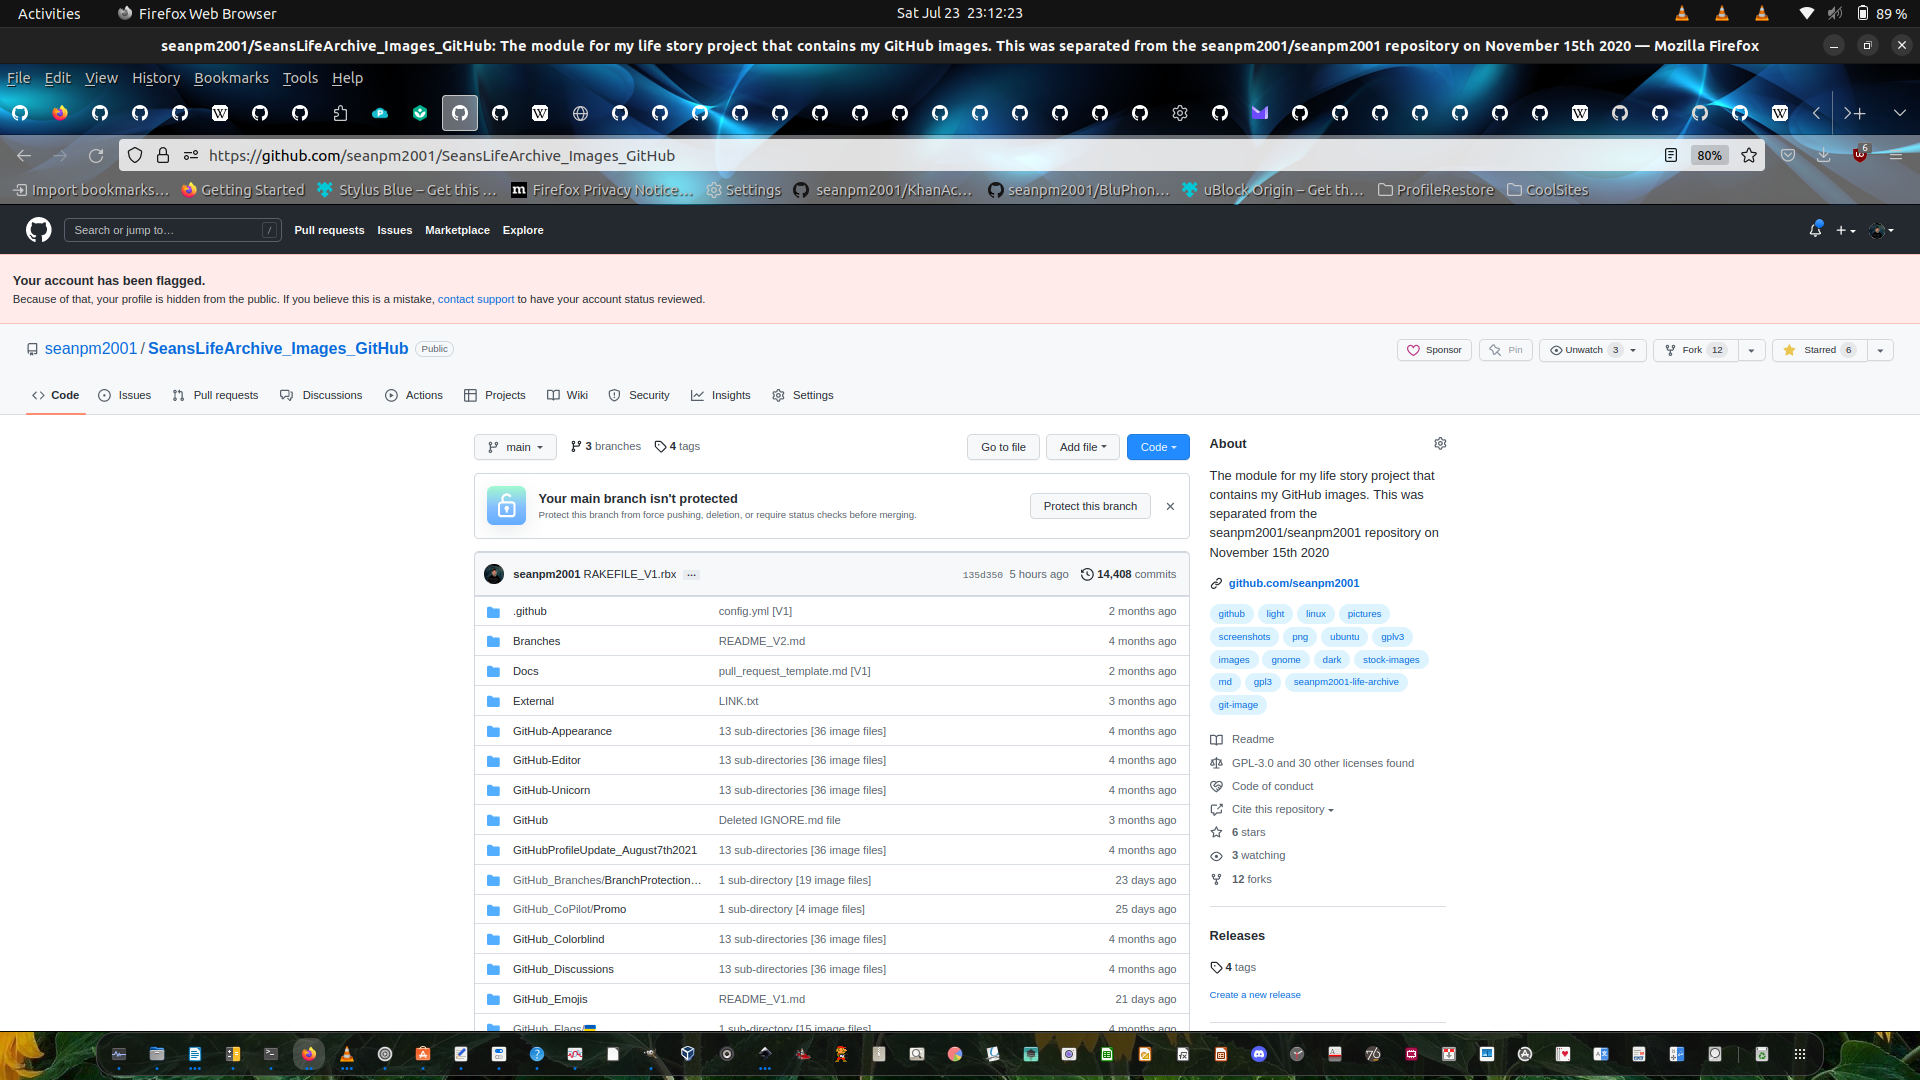 Activities
Firefox Web Browser
Sat Jul 23 23:12:23
89 %
seanpm2001/SeansLifeArchive_Images_GitHub: The module for my life story project that contains my GitHub images. This was separated from the seanpm2001/seanpm2001 repository on November 15th 2020 — Mozilla Firefox
File Edit View History Bookmarks Tools Help
https://github.com/seanpm2001/SeansLifeArchive_Images_GitHub
80%
6
Import bookmarks… Getting Started Stylus Blue – Get this … Firefox Privacy Notice… Settings seanpm2001/KhanAc… seanpm2001/BluPhon… uBlock Origin – Get th… ProfileRestore CoolSites
Search or jump to… /
Pull requests Issues Marketplace Explore
Your account has been flagged.
Because of that, your profile is hidden from the public. If you believe this is a mistake, contact support to have your account status reviewed.
seanpm2001 / SeansLifeArchive_Images_GitHub Public
Sponsor Pin Unwatch 3 Fork 12 Starred 6
Code Issues Pull requests Discussions Actions Projects Wiki Security Insights Settings
main 3 branches 4 tags
Go to file Add file Code
Your main branch isn't protected
Protect this branch from force pushing, deletion, or require status checks before merging.
Protect this branch
seanpm2001 RAKEFILE_V1.rbx … 135d350 5 hours ago 14,408 commits
.github config.yml [V1] 2 months ago
Branches README_V2.md 4 months ago
Docs pull_request_template.md [V1] 2 months ago
External LINK.txt 3 months ago
GitHub-Appearance 13 sub-directories [36 image files] 4 months ago
GitHub-Editor 13 sub-directories [36 image files] 4 months ago
GitHub-Unicorn 13 sub-directories [36 image files] 4 months ago
GitHub Deleted IGNORE.md file 3 months ago
GitHubProfileUpdate_August7th2021 13 sub-directories [36 image files] 4 months ago
GitHub_Branches/BranchProtection… 1 sub-directory [19 image files] 23 days ago
GitHub_CoPilot/Promo 1 sub-directory [4 image files] 25 days ago
GitHub_Colorblind 13 sub-directories [36 image files] 4 months ago
GitHub_Discussions 13 sub-directories [36 image files] 4 months ago
GitHub_Emojis README_V1.md 21 days ago
GitHub_Flags/ 1 sub-directory [15 image files] 4 months ago
About
The module for my life story project that
contains my GitHub images. This was
separated from the
seanpm2001/seanpm2001 repository on
November 15th 2020
github.com/seanpm2001
github light linux pictures
screenshots png ubuntu gplv3
images gnome dark stock-images
md gpl3 seanpm2001-life-archive
git-image
Readme
GPL-3.0 and 30 other licenses found
Code of conduct
Cite this repository
6 stars
3 watching
12 forks
Releases
4 tags
Create a new release